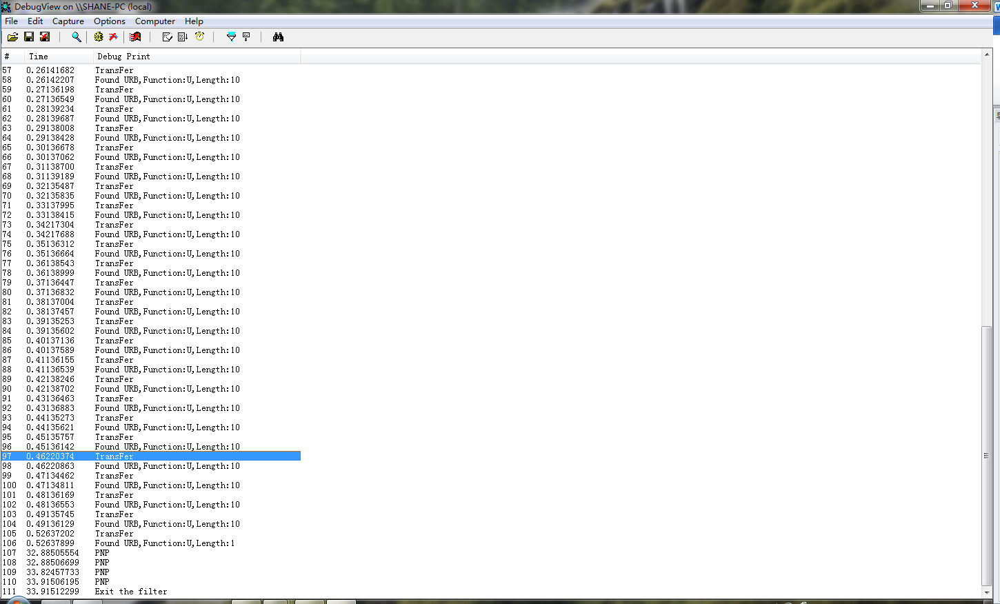 DebugView on \\SHANE-PC (local)
File Edit Capture Options Computer Help
# Time Debug Print
57 0.26141682 TransFer
58 0.26142207 Found URB,Function:U,Length:10
59 0.27136198 TransFer
60 0.27136549 Found URB,Function:U,Length:10
61 0.28139234 TransFer
62 0.28139687 Found URB,Function:U,Length:10
63 0.29138008 TransFer
64 0.29138428 Found URB,Function:U,Length:10
65 0.30136678 TransFer
66 0.30137062 Found URB,Function:U,Length:10
67 0.31138700 TransFer
68 0.31139189 Found URB,Function:U,Length:10
69 0.32135487 TransFer
70 0.32135835 Found URB,Function:U,Length:10
71 0.33137995 TransFer
72 0.33138415 Found URB,Function:U,Length:10
73 0.34217304 TransFer
74 0.34217688 Found URB,Function:U,Length:10
75 0.35136312 TransFer
76 0.35136664 Found URB,Function:U,Length:10
77 0.36138543 TransFer
78 0.36138999 Found URB,Function:U,Length:10
79 0.37136447 TransFer
80 0.37136832 Found URB,Function:U,Length:10
81 0.38137004 TransFer
82 0.38137457 Found URB,Function:U,Length:10
83 0.39135253 TransFer
84 0.39135602 Found URB,Function:U,Length:10
85 0.40137136 TransFer
86 0.40137589 Found URB,Function:U,Length:10
87 0.41136155 TransFer
88 0.41136539 Found URB,Function:U,Length:10
89 0.42138246 TransFer
90 0.42138702 Found URB,Function:U,Length:10
91 0.43136463 TransFer
92 0.43136883 Found URB,Function:U,Length:10
93 0.44135273 TransFer
94 0.44135621 Found URB,Function:U,Length:10
95 0.45135757 TransFer
96 0.45136142 Found URB,Function:U,Length:10
97 0.46220374 TransFer
98 0.46220863 Found URB,Function:U,Length:10
99 0.47134462 TransFer
100 0.47134811 Found URB,Function:U,Length:10
101 0.48136169 TransFer
102 0.48136553 Found URB,Function:U,Length:10
103 0.49135745 TransFer
104 0.49136129 Found URB,Function:U,Length:10
105 0.52637202 TransFer
106 0.52637899 Found URB,Function:U,Length:1
107 32.88505554 PNP
108 32.88506699 PNP
109 33.82457733 PNP
110 33.91506195 PNP
111 33.91512299 Exit the filter